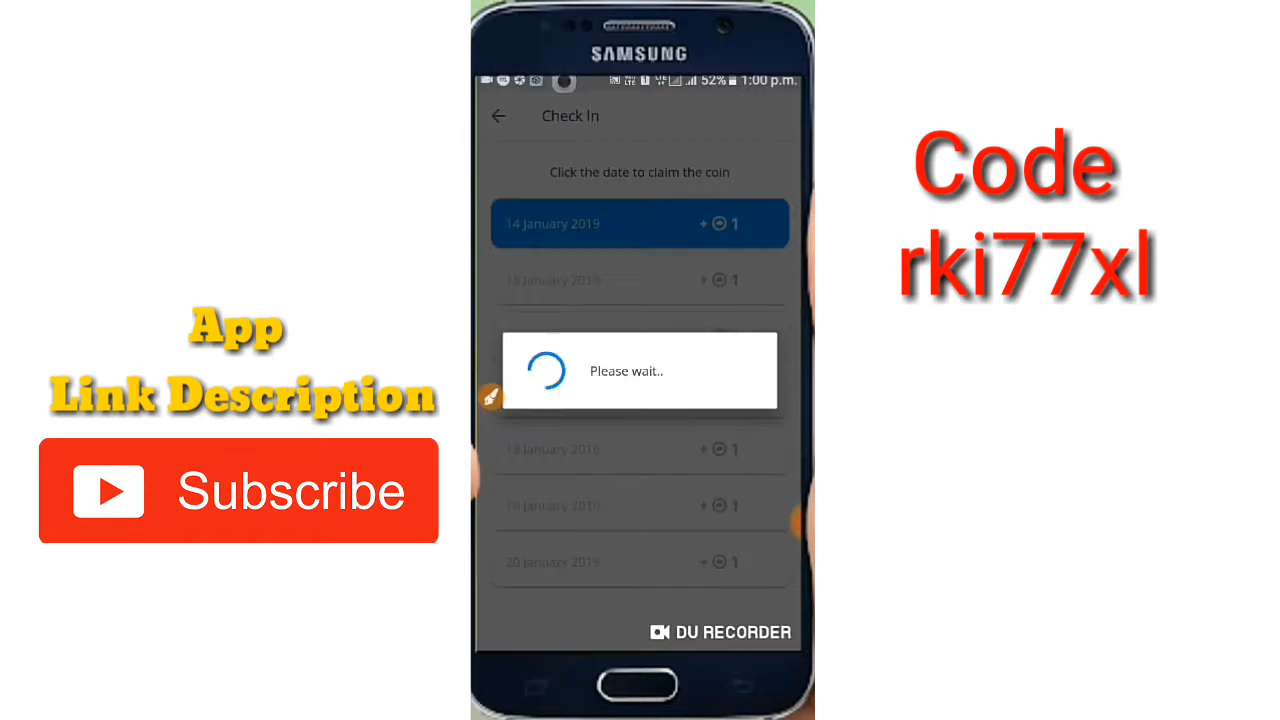 SAMSUNG
52% 1:00 p.m.
Check In
Click the date to claim the coin
14 January 2019 + 1
+ 1
Please wait..
+ 1
+ 1
20 January 2019 + 1
DU RECORDER
App
Link Description
Subscribe
Code
rki77xl